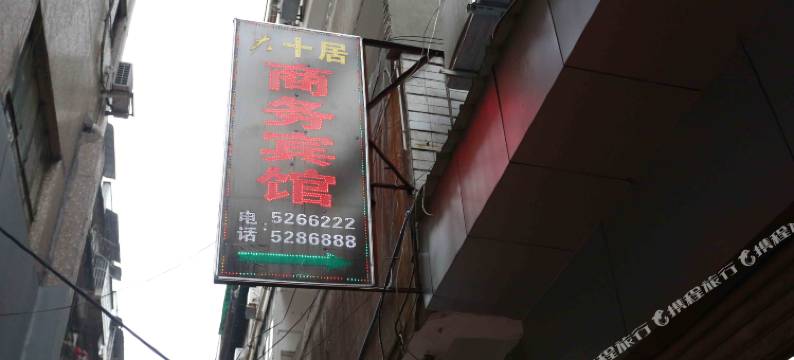 六十居
商务宾馆
电 5266222
话: 5286888
携程旅行 携程旅行